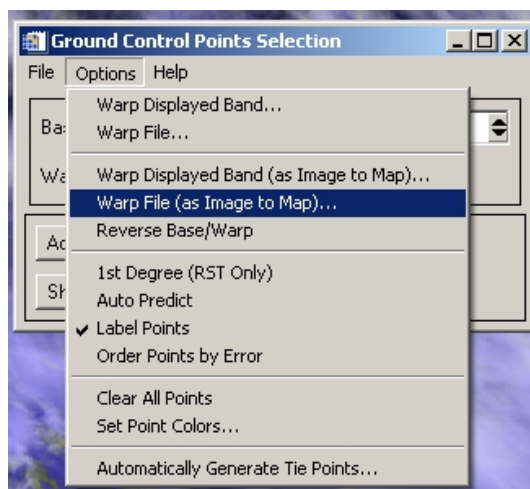 Ground Control Points Selection
File Options Help
Warp Displayed Band...
Warp File...
Warp Displayed Band (as Image to Map)...
Warp File (as Image to Map)...
Reverse Base/Warp
1st Degree (RST Only)
Auto Predict
Label Points
Order Points by Error
Clear All Points
Set Point Colors...
Automatically Generate Tie Points...